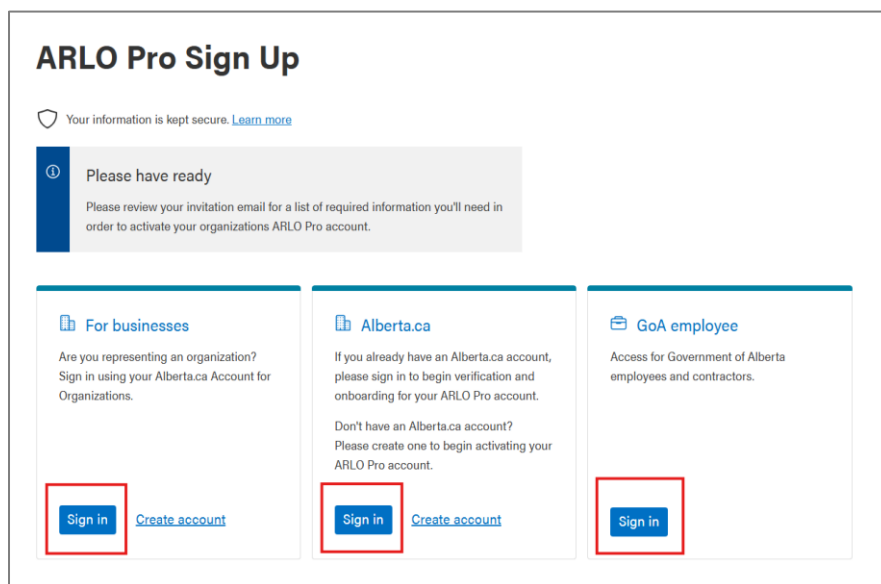 ARLO Pro Sign Up
Your information is kept secure. Learn more
Please have ready
Please review your invitation email for a list of required information you'll need in
order to activate your organizations ARLO Pro account.
For businesses
Are you representing an organization?
Sign in using your Alberta.ca Account for
Organizations.
Sign in Create account
Alberta.ca
If you already have an Alberta.ca account,
please sign in to begin verification and
onboarding for your ARLO Pro account.
Don't have an Alberta.ca account?
Please create one to begin activating your
ARLO Pro account.
Sign in Create account
GoA employee
Access for Government of Alberta
employees and contractors.
Sign in